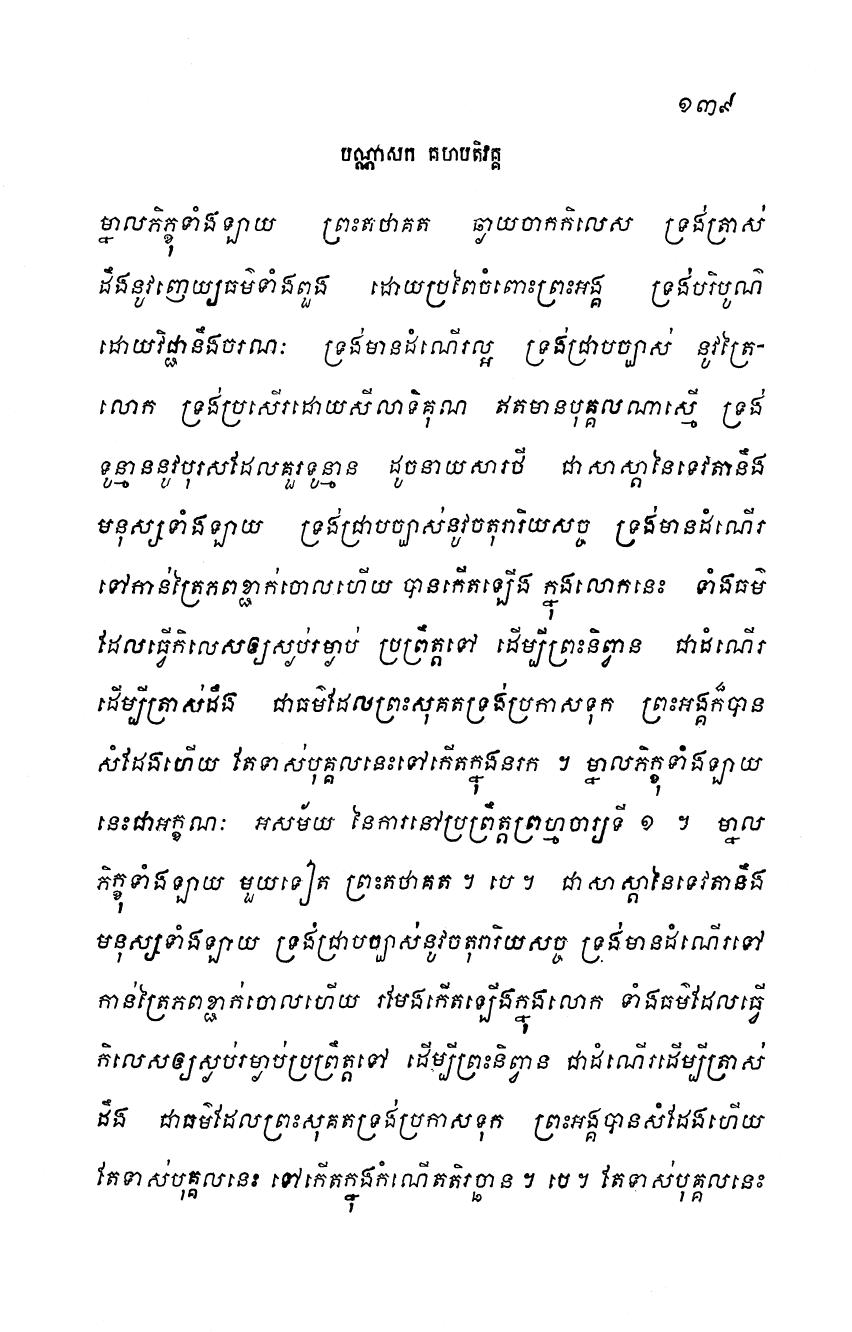 ១៣៩
បណ្ណាសក គហបតិវគ្គ
ម្នាលភិក្ខុទាំងឡាយ ព្រះតថាគត ឆ្ងាយចាកកិលេស ទ្រង់ត្រាស់
ដឹងនូវញេយ្យធម៌ទាំងពួង ដោយប្រពៃចំពោះព្រះអង្គ ទ្រង់បរិបូណ៌
ដោយវិជ្ជានឹងចរណៈ ទ្រង់មានដំណើរល្អ ទ្រង់ជ្រាបច្បាស់ នូវត្រៃ-
លោក ទ្រង់ប្រសើរដោយសីលាទិគុណ ឥតមានបុគ្គលណាស្មើ ទ្រង់
ទូន្មាននូវបុរសដែលគួរទូន្មាន ដូចនាយសារថី ជាសាស្តានៃទេវតានឹង
មនុស្សទាំងឡាយ ទ្រង់ជ្រាបច្បាស់នូវចតុរារិយសច្ច ទ្រង់មានដំណើរ
ទៅកាន់ត្រៃភពខ្ជាក់ចោលហើយ បានកើតឡើង ក្នុងលោកនេះ ទាំងធម៌
ដែលធ្វើកិលេសឲ្យស្ងប់រម្ងាប់ ប្រព្រឹត្តទៅ ដើម្បីព្រះនិព្វាន ជាដំណើរ
ដើម្បីត្រាស់ដឹង ជាធម៌ដែលព្រះសុគតទ្រង់ប្រកាសទុក ព្រះអង្គក៏បាន
សំដែងហើយ តែទាស់បុគ្គលនេះទៅកើតក្នុងនរក ។ ម្នាលភិក្ខុទាំងឡាយ
នេះជាអក្ខណៈ អសម័យ នៃការនៅប្រព្រឹត្តព្រហ្មចារ្យទី ១ ។ ម្នាល
ភិក្ខុទាំងឡាយ មួយទៀត ព្រះតថាគត ។ បេ ។ ជាសាស្តានៃទេវតានឹង
មនុស្សទាំងឡាយ ទ្រង់ជ្រាបច្បាស់នូវចតុរារិយសច្ច ទ្រង់មានដំណើរទៅ
កាន់ត្រៃភពខ្ជាក់ចោលហើយ រមែងកើតឡើងក្នុងលោក ទាំងធម៌ដែលធ្វើ
កិលេសឲ្យស្ងប់រម្ងាប់ប្រព្រឹត្តទៅ ដើម្បីព្រះនិព្វាន ជាដំណើរដើម្បីត្រាស់
ដឹង ជាធម៌ដែលព្រះសុគតទ្រង់ប្រកាសទុក ព្រះអង្គបានសំដែងហើយ
តែទាស់បុគ្គលនេះ ទៅកើតក្នុងកំណើតតិរច្ឆាន ។ បេ ។ តែទាស់បុគ្គលនេះ